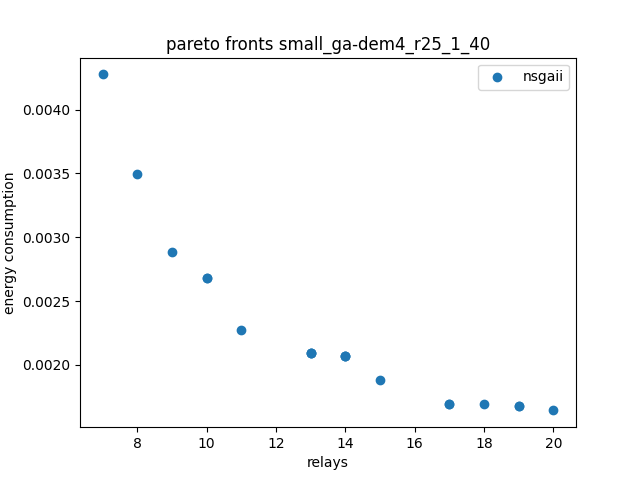 pareto fronts small_ga-dem4_r25_1_40
nsgaii
0.0040
0.0035
0.0030
0.0025
0.0020
energy consumption
8 10 12 14 16 18 20
relays